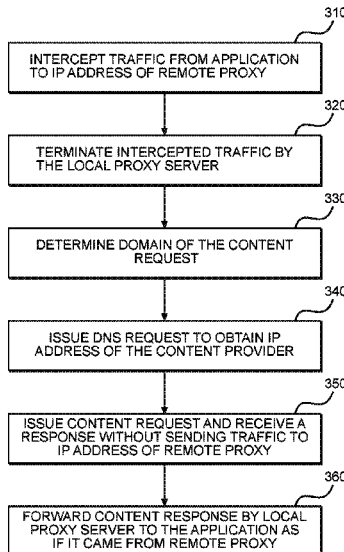 310
INTERCEPT TRAFFIC FROM APPLICATION
TO IP ADDRESS OF REMOTE PROXY
320
TERMINATE INTERCEPTED TRAFFIC BY
THE LOCAL PROXY SERVER
330
DETERMINE DOMAIN OF THE CONTENT
REQUEST
340
ISSUE DNS REQUEST TO OBTAIN IP
ADDRESS OF THE CONTENT PROVIDER
350
ISSUE CONTENT REQUEST AND RECEIVE A
RESPONSE WITHOUT SENDING TRAFFIC TO
IP ADDRESS OF REMOTE PROXY
360
FORWARD CONTENT RESPONSE BY LOCAL
PROXY SERVER TO THE APPLICATION AS
IF IT CAME FROM REMOTE PROXY